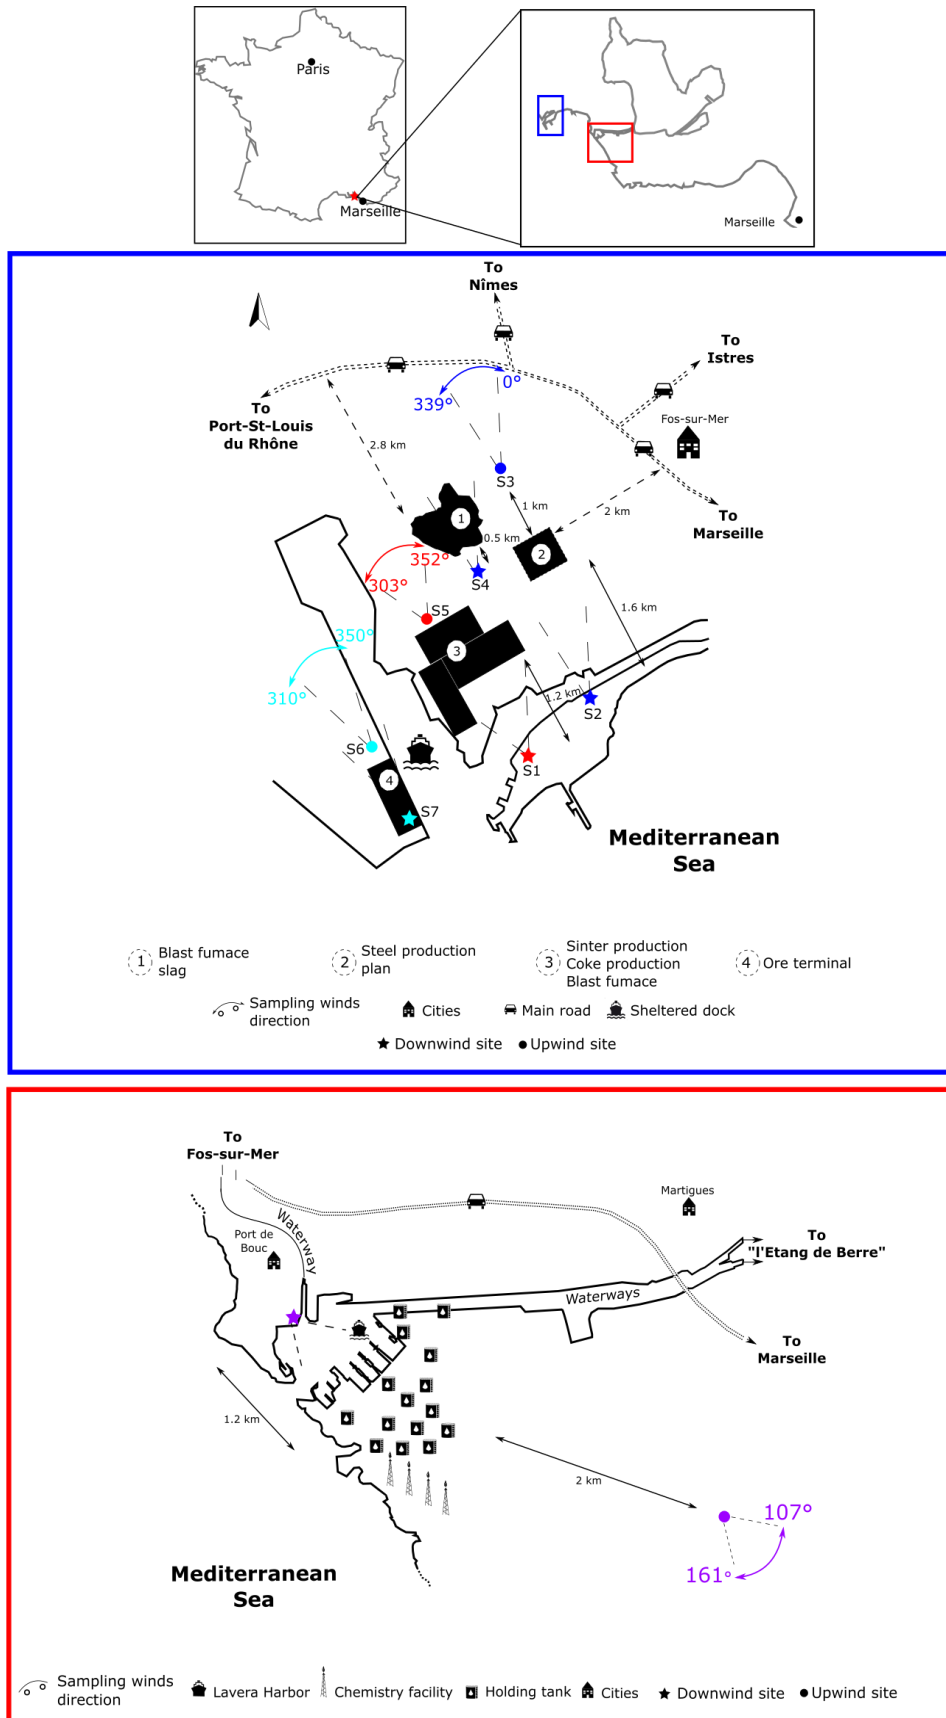 Paris
Marseille
Marseille
To
Nîmes
To
Istres
0°
339°
To
Port-St-Louis
du Rhône
Fos-sur-Mer
2.8 km
S3
1 km
2 km
To
Marseille
1
0.5 km
2
352°
303°
S4
S5
1.6 km
350°
3
310°
1.2 km
S2
S6
S1
4
S7
Mediterranean
Sea
1 Blast furnace
slag
2 Steel production
plan
3 Sinter production
Coke production
Blast furnace
4 Ore terminal
Sampling winds
direction
Cities
Main road
Sheltered dock
Downwind site
Upwind site
To
Fos-sur-Mer
Martigues
Waterway
Port de
Bouc
To
"l'Etang de Berre"
Waterways
To
Marseille
1.2 km
2 km
107°
161°
Mediterranean
Sea
Sampling winds
direction
Lavera Harbor
Chemistry facility
Holding tank
Cities
Downwind site
Upwind site